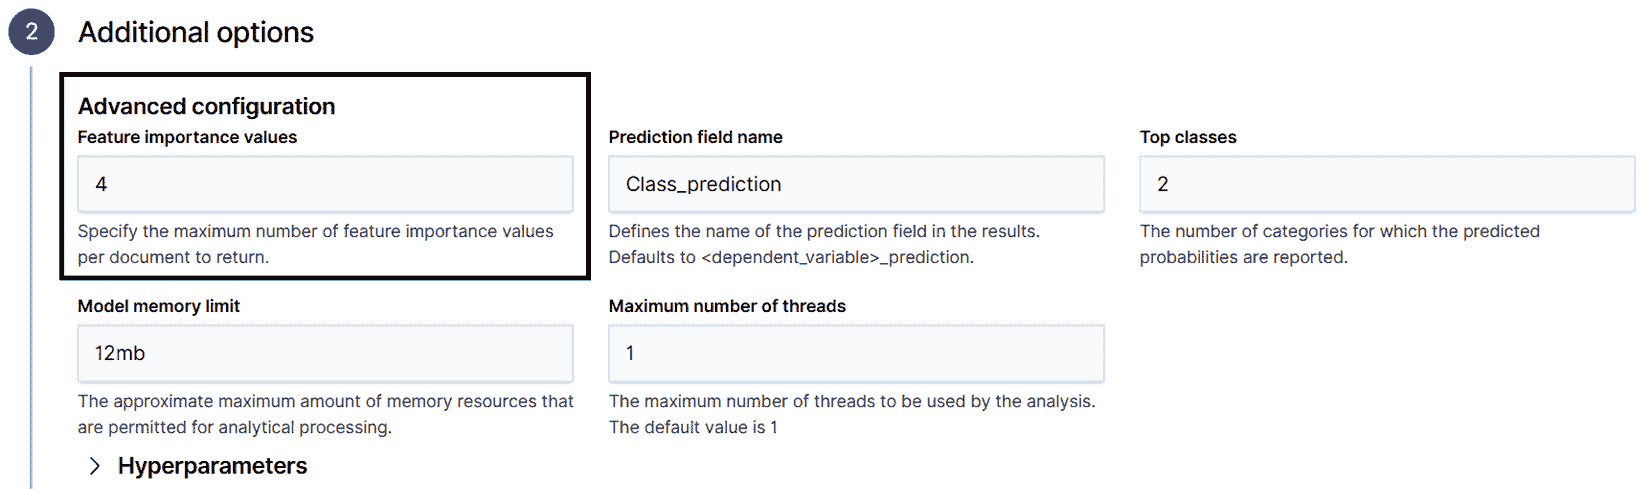 2
Additional options
Advanced configuration
Feature importance values
4
Specify the maximum number of feature importance values
per document to return.
Prediction field name
Class_prediction
Defines the name of the prediction field in the results.
Defaults to <dependent_variable>_prediction.
Top classes
2
The number of categories for which the predicted
probabilities are reported.
Model memory limit
12mb
The approximate maximum amount of memory resources that
are permitted for analytical processing.
Maximum number of threads
1
The maximum number of threads to be used by the analysis.
The default value is 1
Hyperparameters